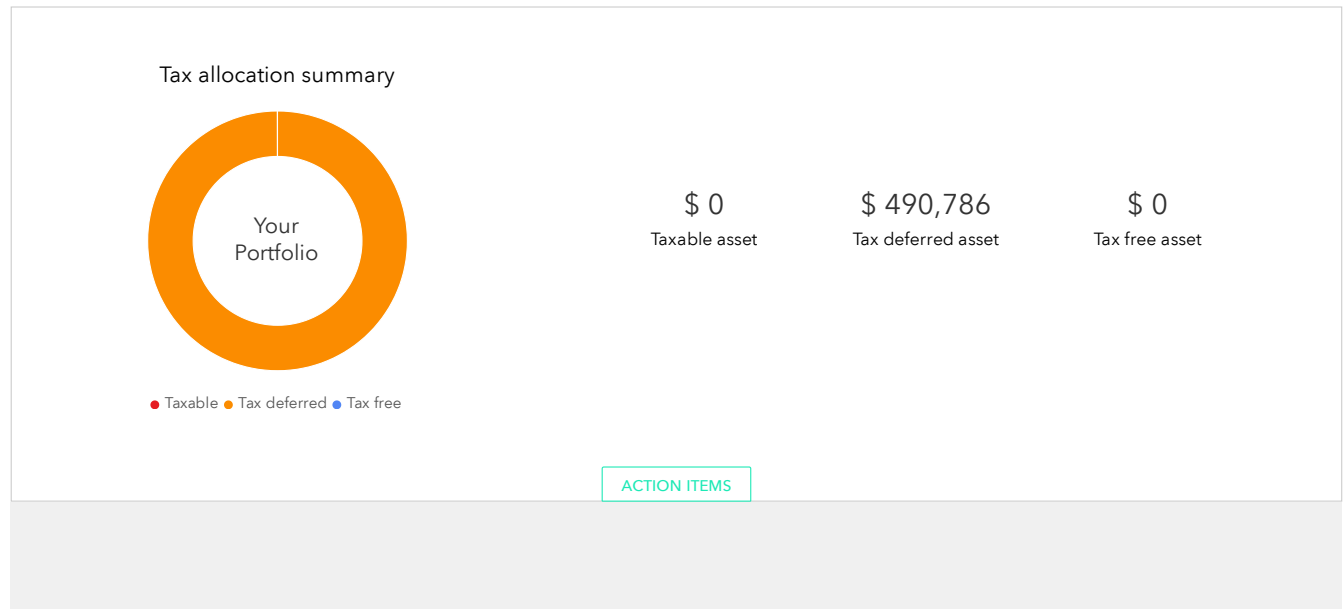 Tax allocation summary
Your
Portfolio
Taxable Tax deferred Tax free
$ 0
Taxable asset
$ 490,786
Tax deferred asset
$ 0
Tax free asset
ACTION ITEMS